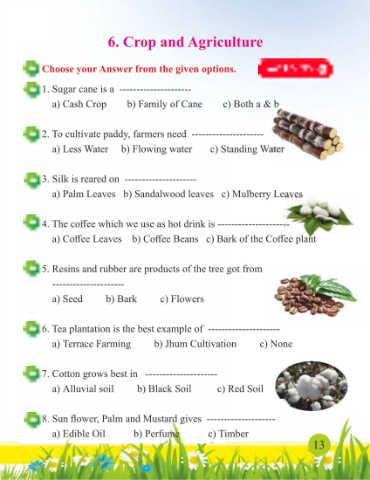 6. Crop and Agriculture
Choose your Answer from the given options.
1. Sugar cane is a ---------------------
a) Cash Crop b) Family of Cane c) Both a & b
2. To cultivate paddy, farmers need ---------------------
a) Less Water b) Flowing water c) Standing Water
3. Silk is reared on ---------------------
a) Palm Leaves b) Sandalwood leaves c) Mulberry Leaves
4. The coffee which we use as hot drink is ---------------------
a) Coffee Leaves b) Coffee Beans c) Bark of the Coffee plant
5. Resins and rubber are products of the tree got from
---------------------
a) Seed b) Bark c) Flowers
6. Tea plantation is the best example of ---------------------
a) Terrace Farming b) Jhum Cultivation c) None
7. Cotton grows best in ---------------------
a) Alluvial soil b) Black Soil c) Red Soil
8. Sun flower, Palm and Mustard gives --------------------
a) Edible Oil b) Perfume c) Timber
13